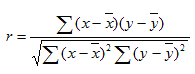 r = ∑(x−x̄)(y−ȳ) / √(∑(x−x̄)²∑(y−ȳ)²)